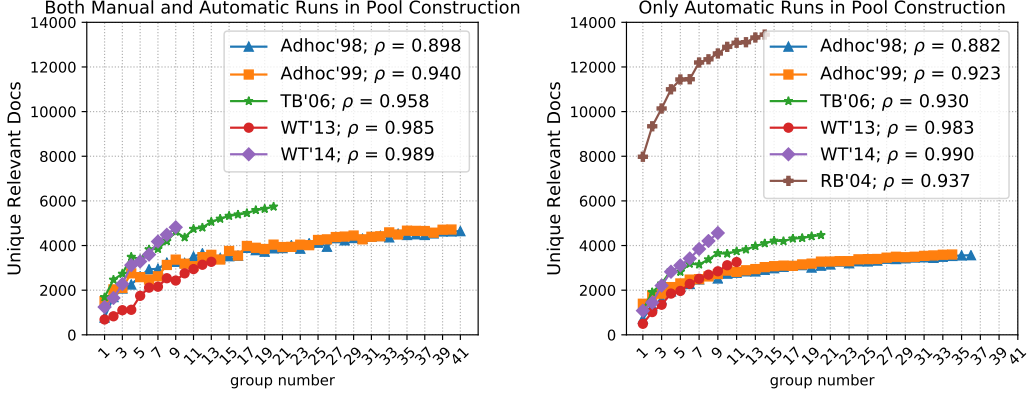 Both Manual and Automatic Runs in Pool Construction
Unique Relevant Docs
14000
12000
10000
8000
6000
4000
2000
0
Adhoc'98; ρ = 0.898
Adhoc'99; ρ = 0.940
TB'06; ρ = 0.958
WT'13; ρ = 0.985
WT'14; ρ = 0.989
1 3 5 7 9 11 13 15 17 19 21 23 25 27 29 31 33 35 37 39 41
group number
Only Automatic Runs in Pool Construction
Unique Relevant Docs
14000
12000
10000
8000
6000
4000
2000
0
Adhoc'98; ρ = 0.882
Adhoc'99; ρ = 0.923
TB'06; ρ = 0.930
WT'13; ρ = 0.983
WT'14; ρ = 0.990
RB'04; ρ = 0.937
1 3 5 7 9 11 13 15 17 19 21 23 25 27 29 31 33 35 37 39 41
group number